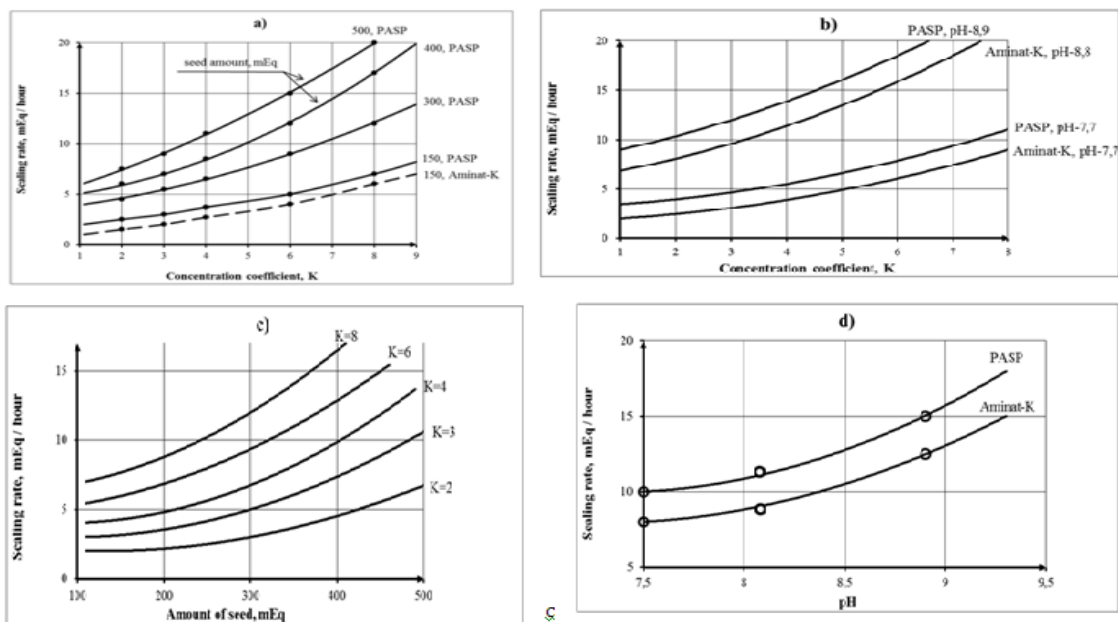 a)
500, PASP
400, PASP
seed amount, mEq
300, PASP
150, PASP
150, Aminat-K
Scaling rate, mEq / hour
20
15
10
5
0
1 2 3 4 5 6 7 8 9
Concentration coefficient, K
b)
PASP, pH-8,9
Aminat-K, pH-8,8
PASP, pH-7,7
Aminat-K, pH-7,7
Scaling rate, mEq / hour
20
15
10
5
0
1 2 3 4 5 6 7 8
Concentration coefficient, K
c)
K=8
K=6
K=4
K=3
K=2
Scaling rate, mEq / hour
15
10
5
0
100 200 300 400 500
Amount of seed, mEq
c
d)
PASP
Aminat-K
Scaling rate, mEq / hour
20
15
10
5
7,5 8 8,5 9 9,5
pH